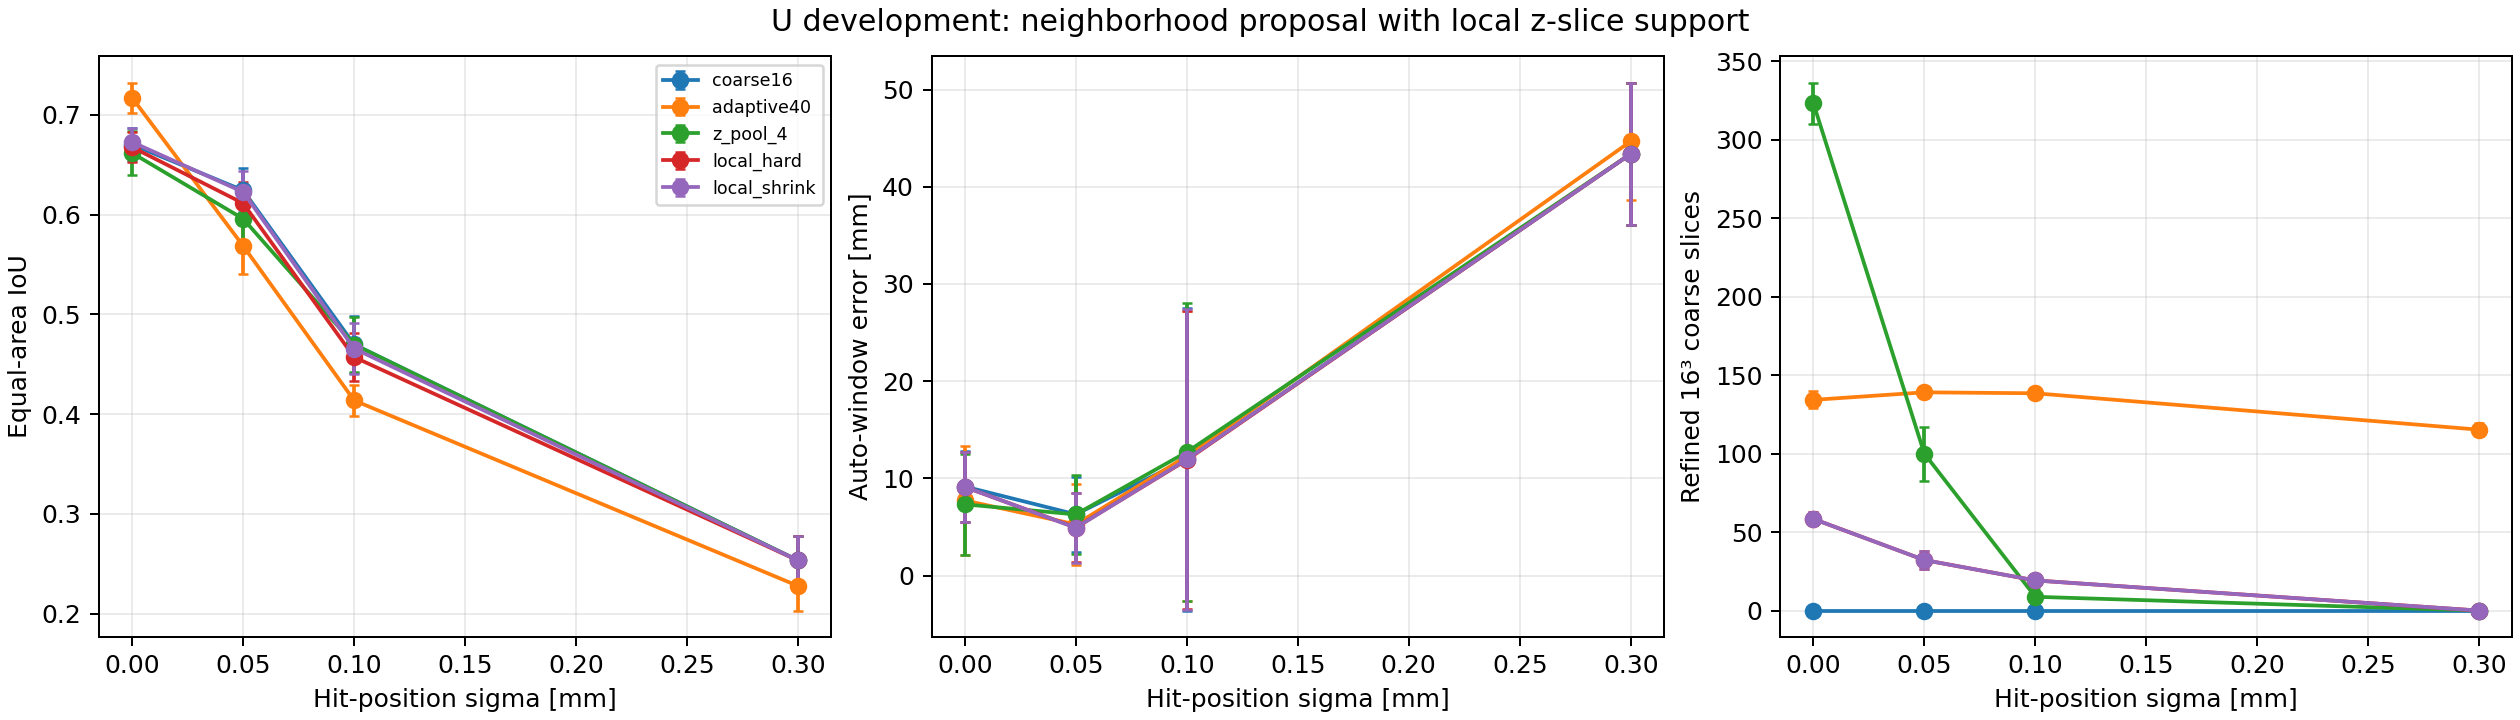 U development: neighborhood proposal with local z-slice support
Equal-area IoU
0.7
0.6
0.5
0.4
0.3
0.2
coarse16
adaptive40
z_pool_4
local_hard
local_shrink
0.00 0.05 0.10 0.15 0.20 0.25 0.30
Hit-position sigma [mm]
Auto-window error [mm]
50
40
30
20
10
0
0.00 0.05 0.10 0.15 0.20 0.25 0.30
Hit-position sigma [mm]
Refined 16³ coarse slices
350
300
250
200
150
100
50
0
0.00 0.05 0.10 0.15 0.20 0.25 0.30
Hit-position sigma [mm]